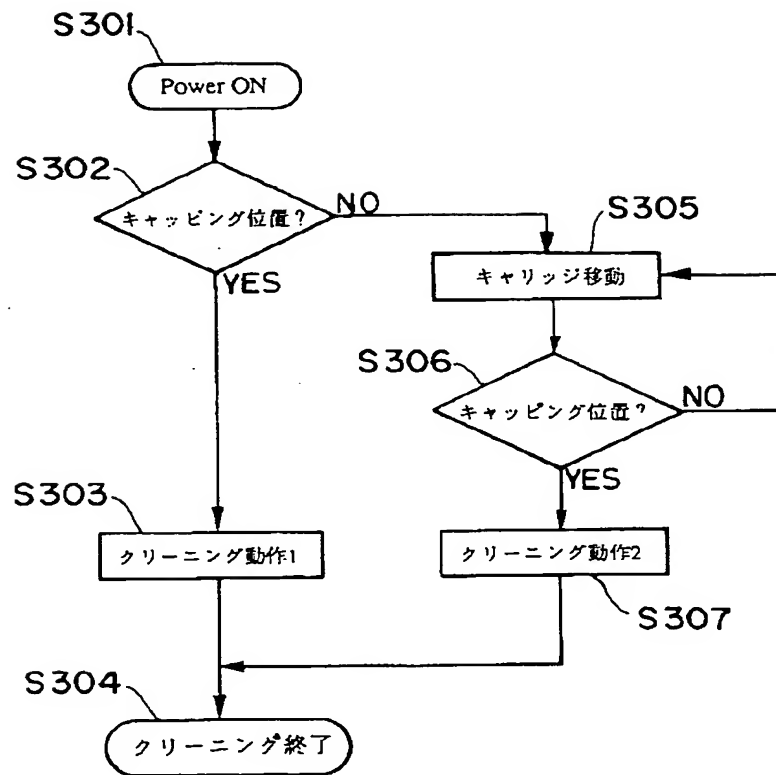 S301
Power ON
S302
キャッピング位置?
NO
YES
S305
キャリッジ移動
S306
キャッピング位置?
NO
YES
S303
クリーニング動作1
クリーニング動作2
S307
S304
クリーニング終了